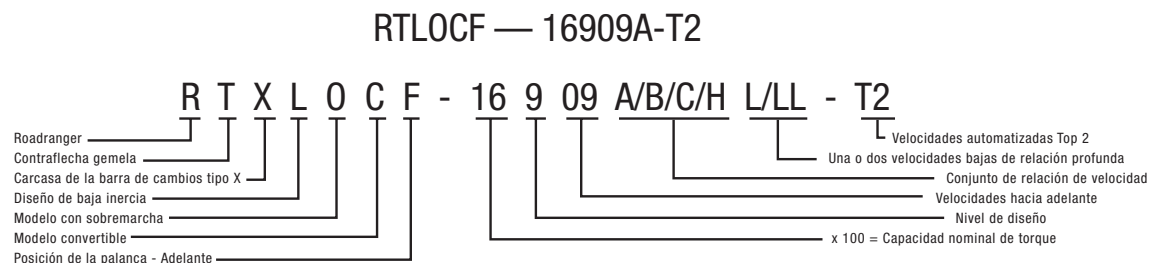 RTLOCF — 16909A-T2
R T X L O C F - 16 9 09 A/B/C/H L/LL - T2
Roadranger
Contraflecha gemela
Carcasa de la barra de cambios tipo X
Diseño de baja inercia
Modelo con sobremarcha
Modelo convertible
Posición de la palanca - Adelante
Velocidades automatizadas Top 2
Una o dos velocidades bajas de relación profunda
Conjunto de relación de velocidad
Velocidades hacia adelante
Nivel de diseño
x 100 = Capacidad nominal de torque